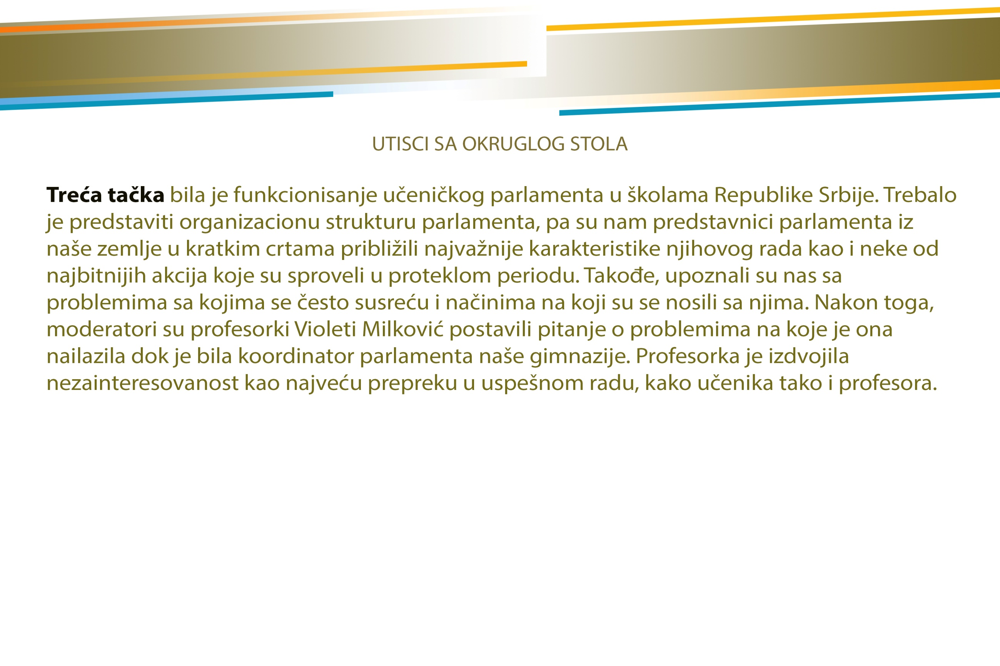 UTISCI SA OKRUGLOG STOLA
Treća tačka bila je funkcionisanje učeničkog parlamenta u školama Republike Srbije. Trebalo
je predstaviti organizacionu strukturu parlamenta, pa su nam predstavnici parlamenta iz
naše zemlje u kratkim crtama približili najvažnije karakteristike njihovog rada kao i neke od
najbitnijih akcija koje su sproveli u proteklom periodu. Takođe, upoznali su nas sa
problemima sa kojima se često susreću i načinima na koji su se nosili sa njima. Nakon toga,
moderatori su profesorki Violeti Milković postavili pitanje o problemima na koje je ona
nailazila dok je bila koordinator parlamenta naše gimnazije. Profesorka je izdvojila
nezainteresovanost kao najveću prepreku u uspešnom radu, kako učenika tako i profesora.